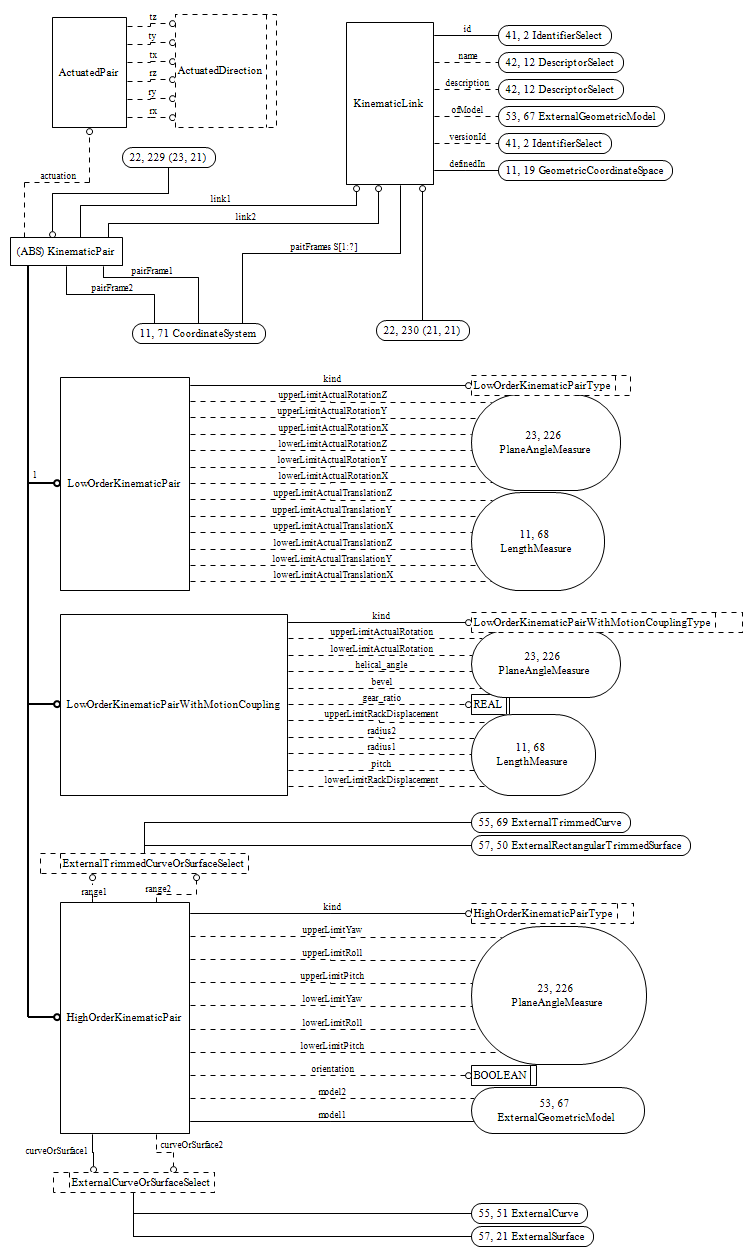 tz
ty
tx
rz
ry
rx
ActuatedPair
ActuatedDirection
KinematicLink
id
41, 2 IdentifierSelect
name
42, 12 DescriptorSelect
description
42, 12 DescriptorSelect
ofModel
53, 67 ExternalGeometricModel
versionId
41, 2 IdentifierSelect
definedIn
11, 19 GeometricCoordinateSpace
22, 229 (23, 21)
actuation
link1
link2
(ABS) KinematicPair
pairFrames S[1:?]
pairFrame1
pairFrame2
11, 71 CoordinateSystem
22, 230 (21, 21)
1
LowOrderKinematicPair
kind
LowOrderKinematicPairType
upperLimitActualRotationZ
upperLimitActualRotationY
upperLimitActualRotationX
lowerLimitActualRotationZ
lowerLimitActualRotationY
lowerLimitActualRotationX
23, 226
PlaneAngleMeasure
upperLimitActualTranslationZ
upperLimitActualTranslationY
upperLimitActualTranslationX
lowerLimitActualTranslationZ
lowerLimitActualTranslationY
lowerLimitActualTranslationX
11, 68
LengthMeasure
LowOrderKinematicPairWithMotionCoupling
kind
LowOrderKinematicPairWithMotionCouplingType
upperLimitActualRotation
lowerLimitActualRotation
helical_angle
bevel
23, 226
PlaneAngleMeasure
gear_ratio
REAL
upperLimitRackDisplacement
radius2
radius1
pitch
lowerLimitRackDisplacement
11, 68
LengthMeasure
55, 69 ExternalTrimmedCurve
57, 50 ExternalRectangularTrimmedSurface
ExternalTrimmedCurveOrSurfaceSelect
range1
range2
HighOrderKinematicPair
kind
HighOrderKinematicPairType
upperLimitYaw
upperLimitRoll
upperLimitPitch
lowerLimitYaw
lowerLimitRoll
lowerLimitPitch
23, 226
PlaneAngleMeasure
orientation
BOOLEAN
model2
model1
53, 67
ExternalGeometricModel
curveOrSurface1
curveOrSurface2
ExternalCurveOrSurfaceSelect
55, 51 ExternalCurve
57, 21 ExternalSurface